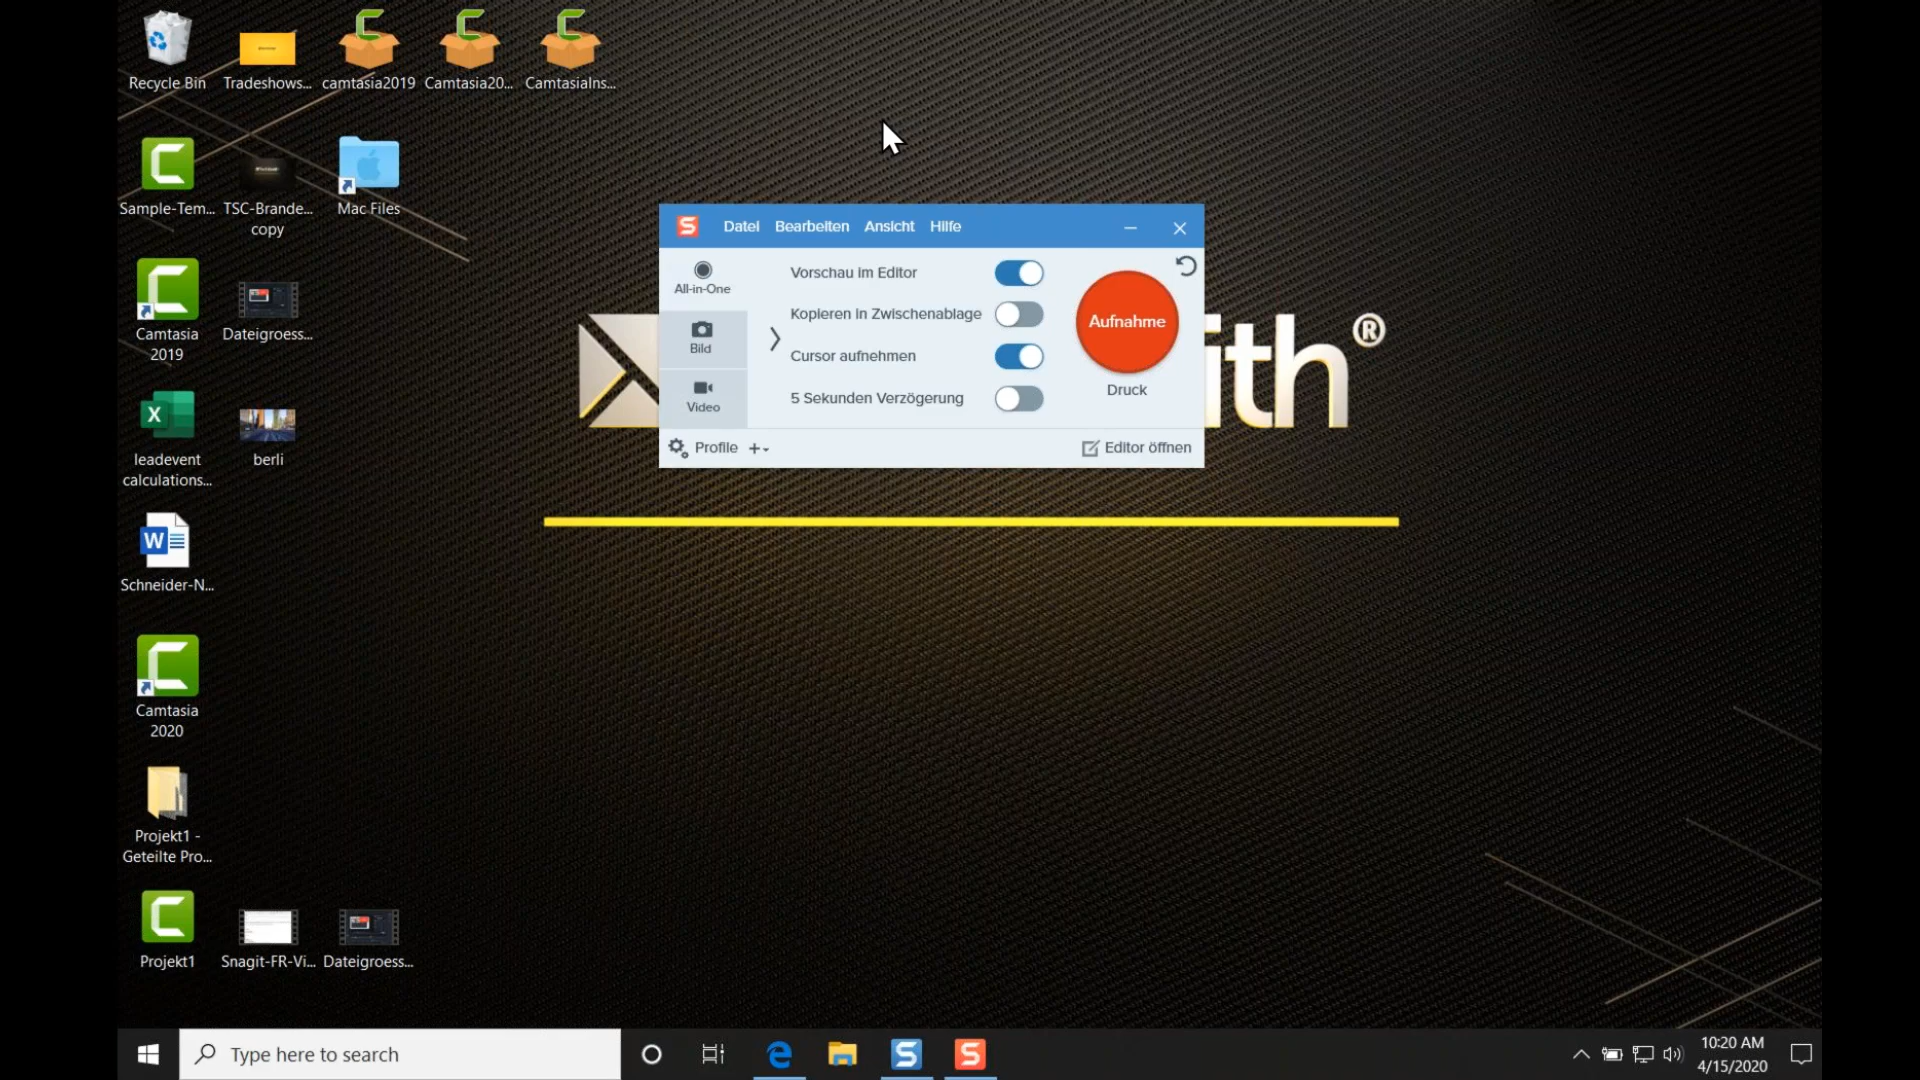 Recycle Bin
Tradeshows...
camtasia2019
Camtasia20...
CamtasiaIns...
Sample-Tem...
TSC-Brande...
copy
Mac Files
Camtasia
2019
Dateigroess...
leadevent
calculations...
berli
Schneider-N...
Camtasia
2020
Projekt1 -
Geteilte Pro...
Projekt1
Snagit-FR-Vi...
Dateigroess...
Datei Bearbeiten Ansicht Hilfe
All-in-One
Bild
Video
Vorschau im Editor
Kopieren in Zwischenablage
Cursor aufnehmen
5 Sekunden Verzögerung
Aufnahme
Druck
Profile
Editor öffnen
ith®
Type here to search
10:20 AM
4/15/2020